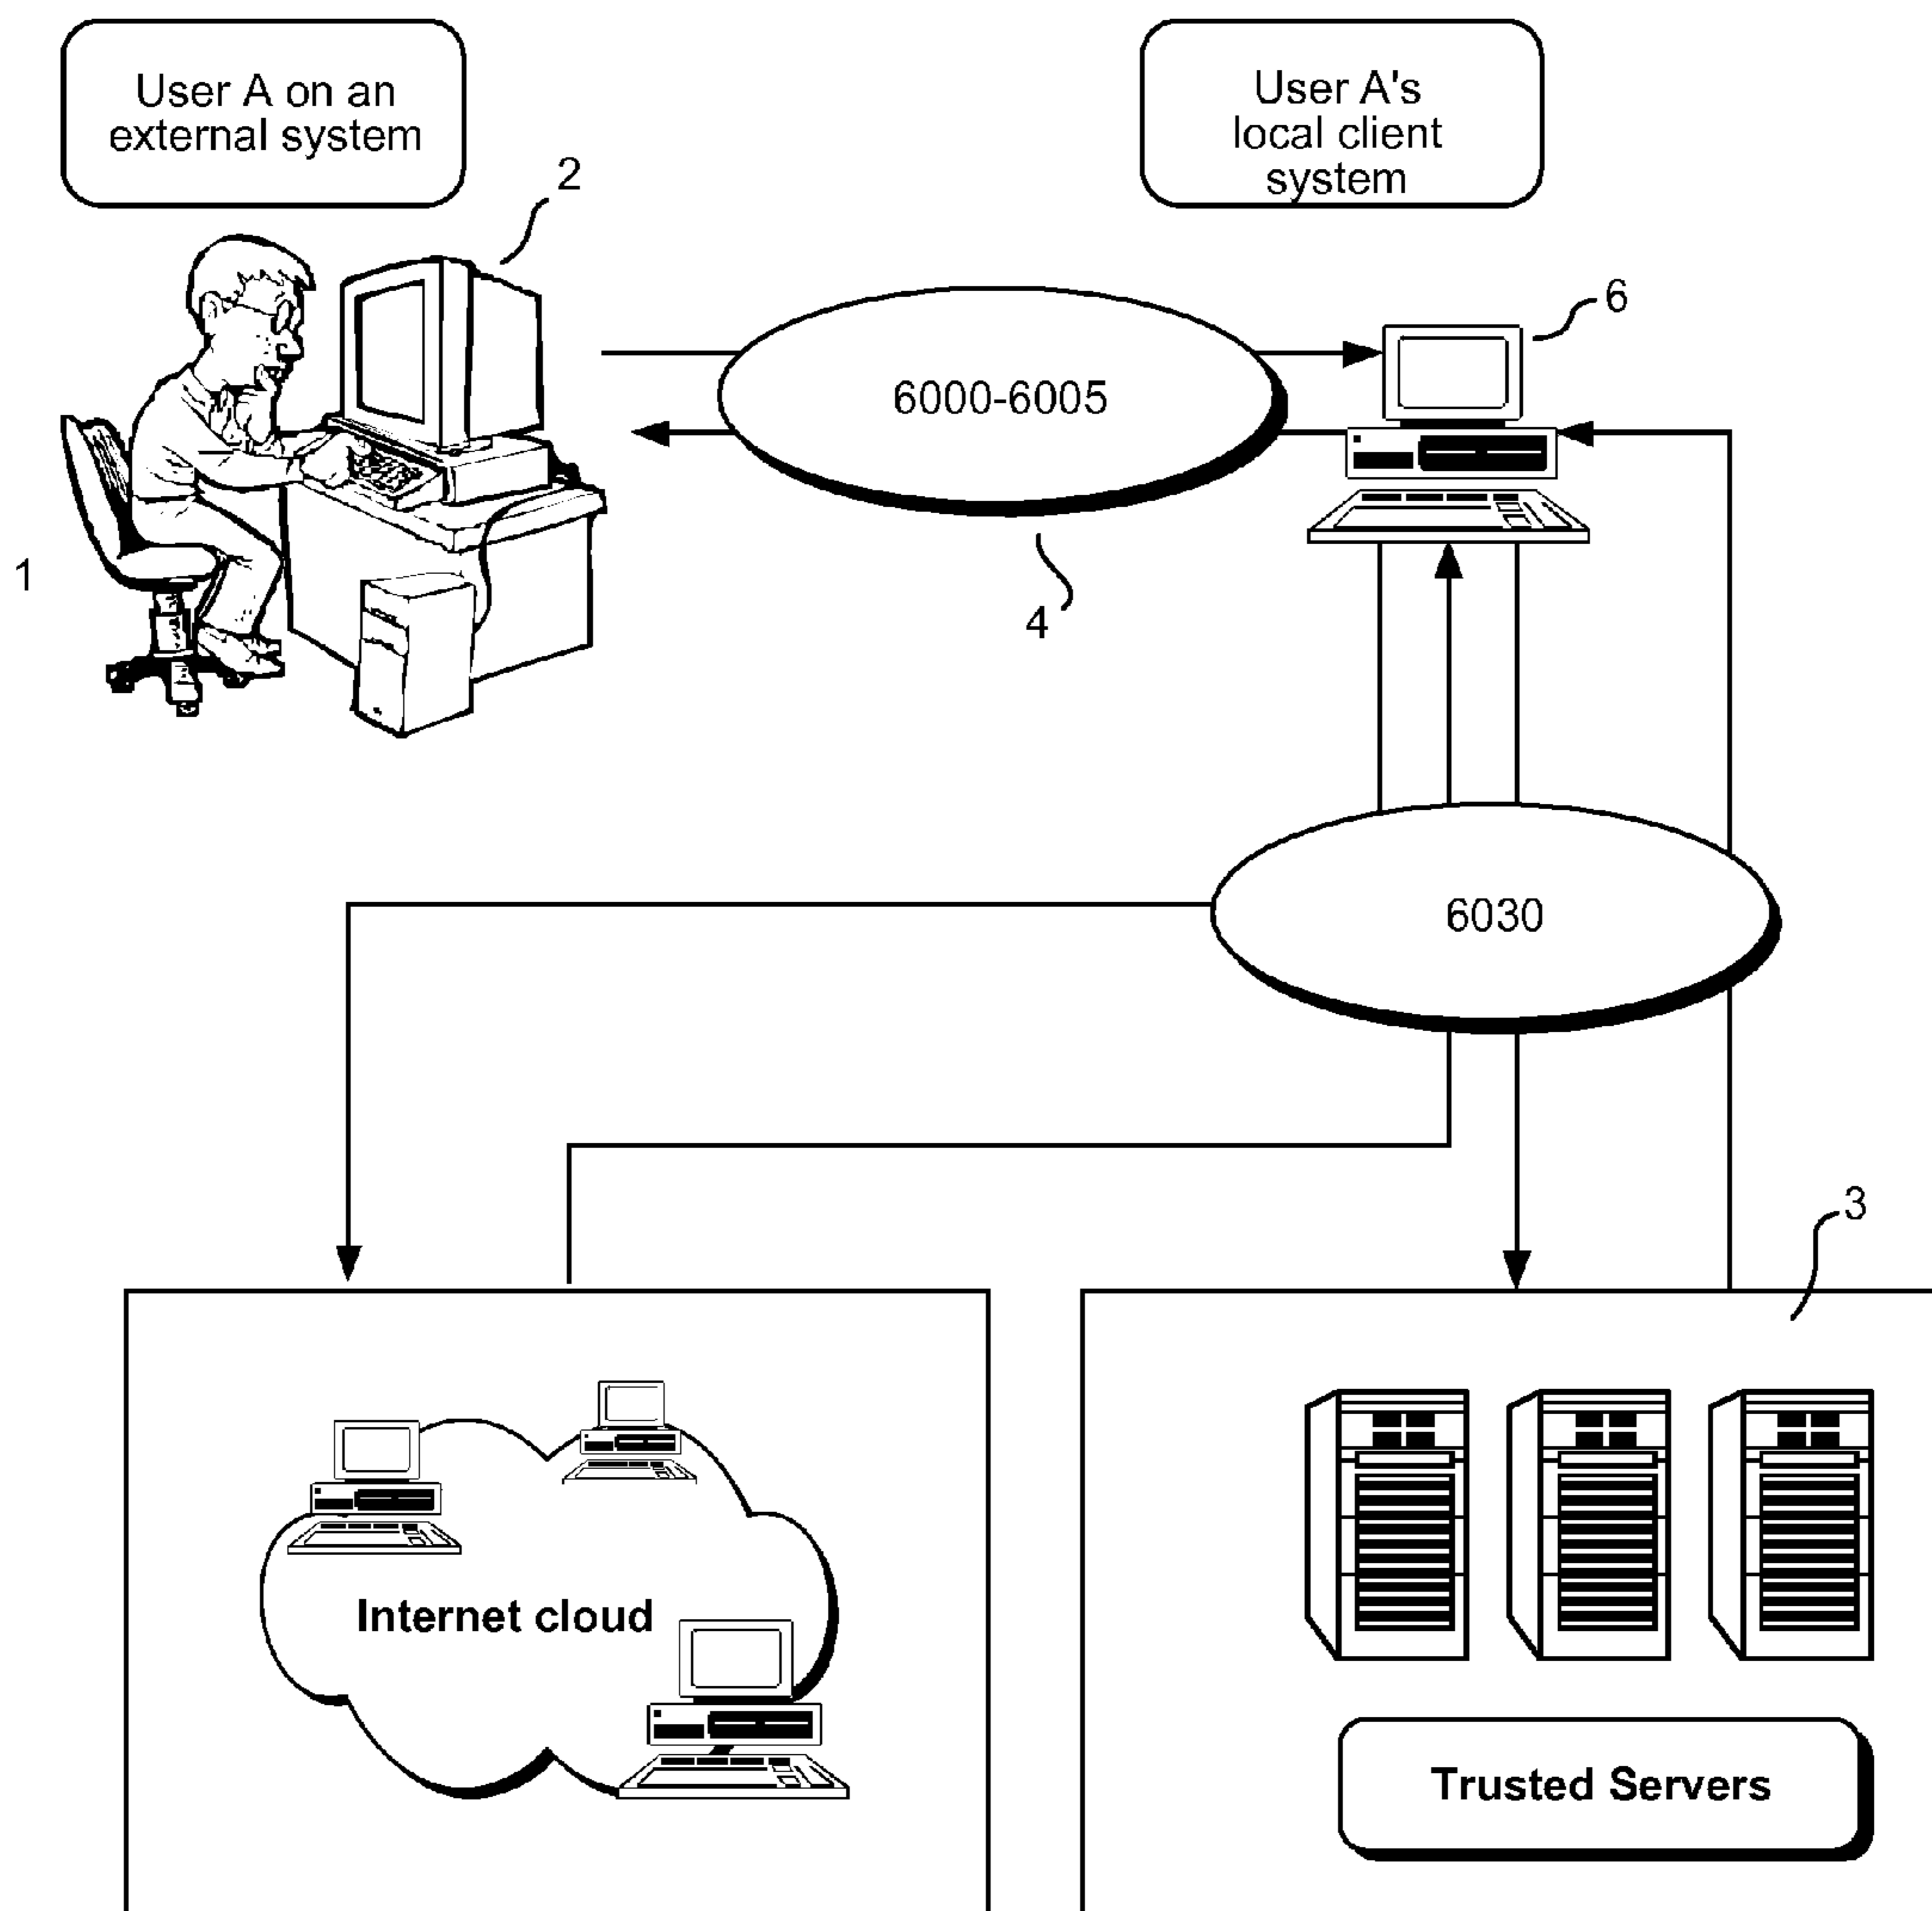 User A on an
external system
User A's
local client
system
2
6
6000-6005
1
4
6030
3
Internet cloud
Trusted Servers